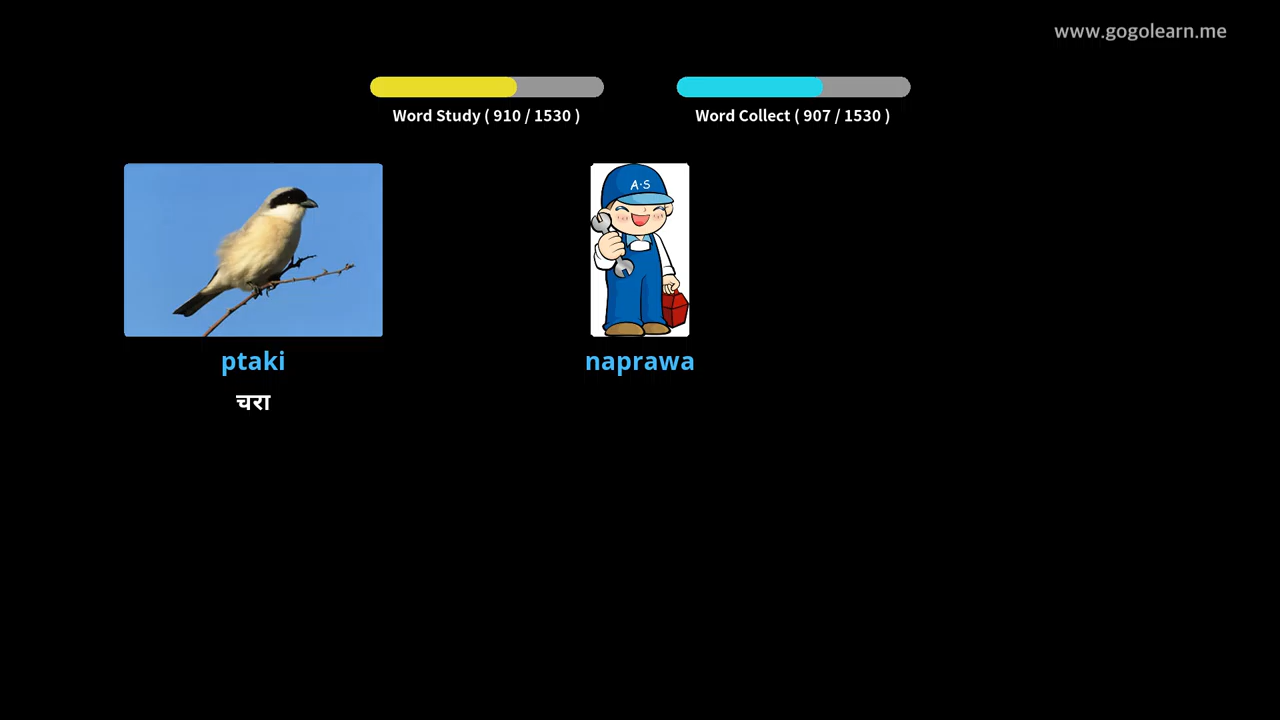 www.gogolearn.me
Word Study ( 910 / 1530 )
Word Collect ( 907 / 1530 )
A·S
ptaki
naprawa
चरा